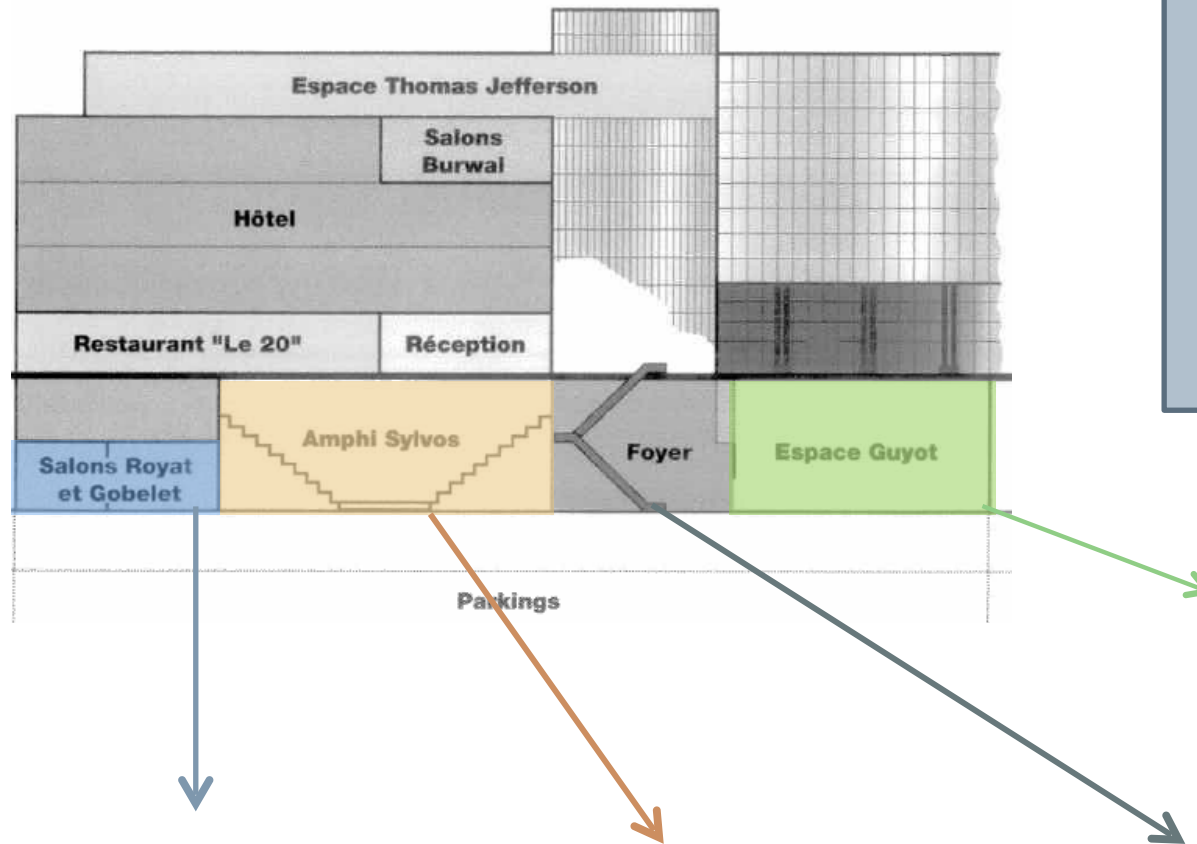 Espace Thomas Jefferson
Salons
Burwal
Hôtel
Restaurant "Le 20"
Réception
Amphi Sylvos
Salons Royat
et Gobelet
Foyer
Espace Guyot
Parkings